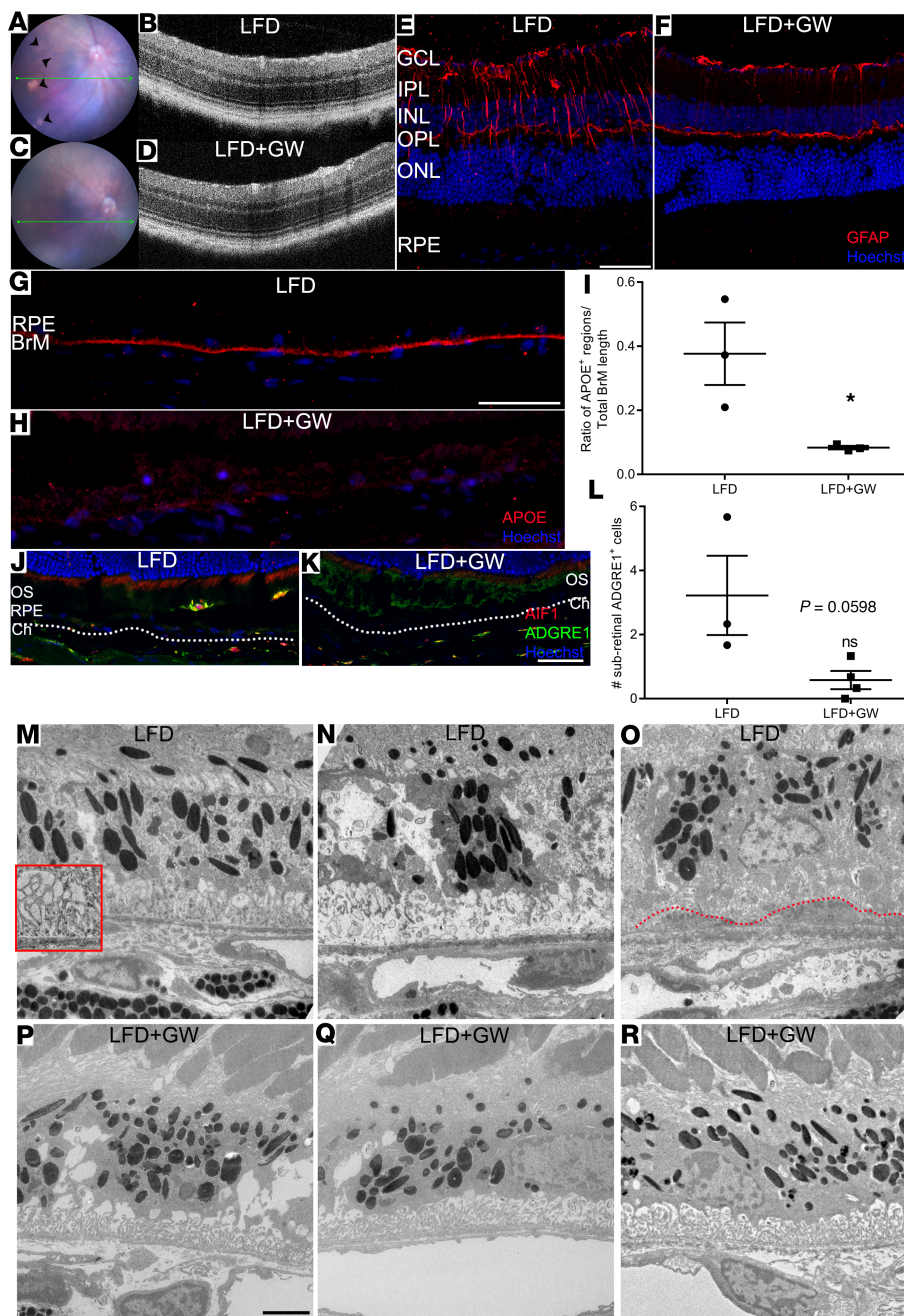 A
B
LFD
C
D
LFD+GW
E
LFD
GCL
IPL
INL
OPL
ONL
RPE
F
LFD+GW
GFAP
Hoechst
G
LFD
RPE
BrM
H
LFD+GW
APOE
Hoechst
I
Ratio of APOE+ regions/
Total BrM length
0.6
0.4
0.2
0.0
*
LFD
LFD+GW
J
LFD
OS
RPE
Ch
K
LFD+GW
OS
Ch
AIF1
ADGRE1
Hoechst
L
# sub-retinal ADGRE1+ cells
6
4
2
0
P = 0.0598
ns
LFD
LFD+GW
M
LFD
N
LFD
O
LFD
P
LFD+GW
Q
LFD+GW
R
LFD+GW